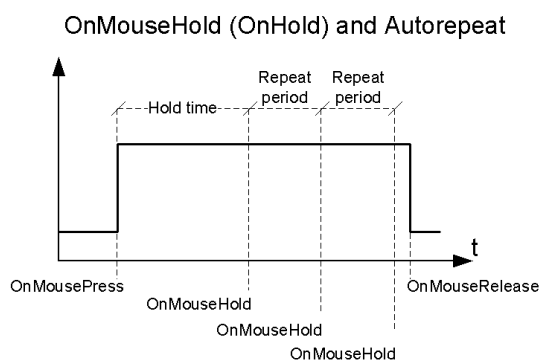 OnMouseHold (OnHold) and Autorepeat
Repeat period
Repeat period
Hold time
t
OnMousePress
OnMouseRelease
OnMouseHold
OnMouseHold
OnMouseHold